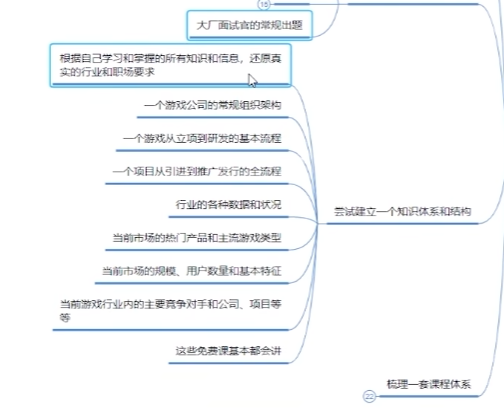 15
大厂面试官的常规出题
根据自己学习和掌握的所有知识和信息，还原真
实的行业和职场要求
一个游戏公司的常规组织架构
一个游戏从立项到研发的基本流程
一个项目从引进到推广发行的全流程
行业的各种数据和状况
尝试建立一个知识体系和结构
当前市场的热门产品和主流游戏类型
当前市场的规模、用户数量和基本特征
当前游戏行业内的主要竞争对手和公司、项目等
等
这些免费课基本都会讲
梳理一套课程体系
22